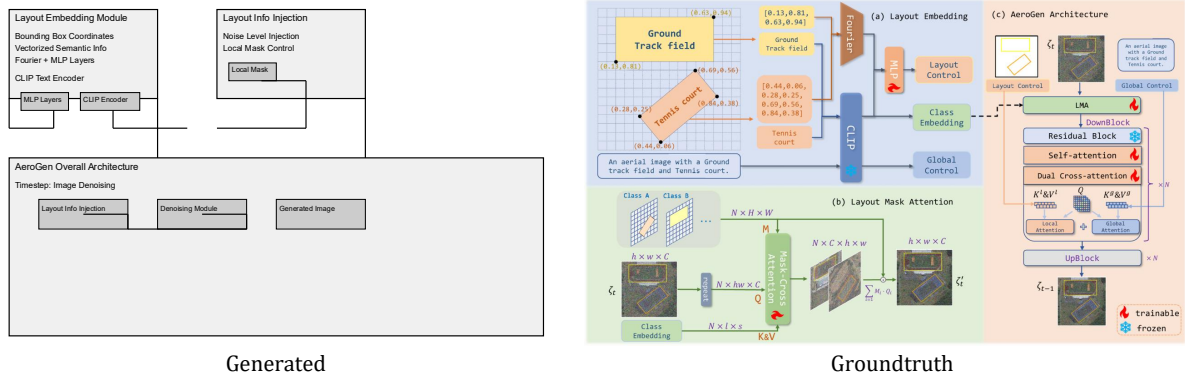 Layout Embedding Module
Bounding Box Coordinates
Vectorized Semantic Info
Fourier + MLP Layers
CLIP Text Encoder
MLP Layers
CLIP Encoder
Layout Info Injection
Noise Level Injection
Local Mask Control
Local Mask
AeroGen Overall Architecture
Timestep: Image Denoising
Layout Info Injection
Denoising Module
Generated Image
Generated
(a) Layout Embedding
(0.63,0.94)
Ground
Track field
(0.13,0.81)
(0.69,0.56)
(0.28,0.25)
Tennis court
(0.84,0.38)
(0.44,0.06)
[0.13,0.81,
0.63,0.94]
Ground
Track field
[0.44,0.06,
0.28,0.25,
0.69,0.56,
0.84,0.38]
Tennis
court
An aerial image with a Ground
track field and Tennis court.
Fourier
MLP
CLIP
Layout
Control
Class
Embedding
Global
Control
(b) Layout Mask Attention
Class A
Class B
...
N × H × W
M
h × w × C
ζt
repeat
N × hw × C
Q
Class
Embedding
N × l × s
K&V
Mask-Cross
Attention
N × C × h × w
h × w × C
ζ't
(c) AeroGen Architecture
ζt
An aerial image with a Ground
track field and Tennis court.
Layout Control
Global Control
LMA
DownBlock
Residual Block
Self-attention
Dual Cross-attention
K^l&V^l
Q
K^g&V^g
Local
Attention
+
Global
Attention
× N
UpBlock
× N
ζt−1
trainable
frozen
Groundtruth